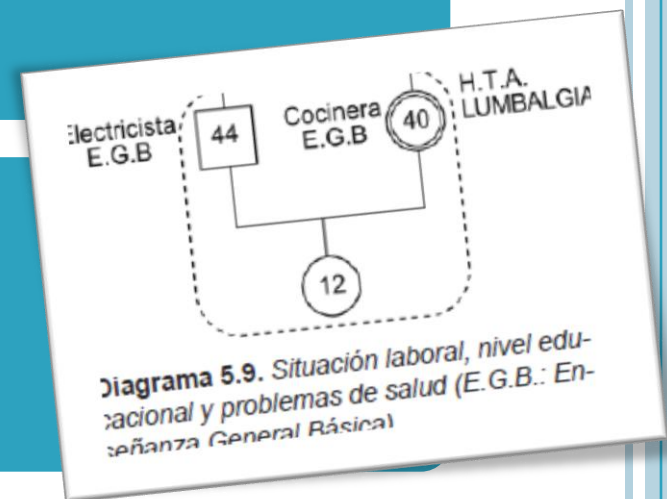 Electricista
E.G.B
44
Cocinera
E.G.B
40
H.T.A.
LUMBALGIA
12
Diagrama 5.9. Situación laboral, nivel edu-
cacional y problemas de salud (E.G.B.: En-
señanza General Básica)